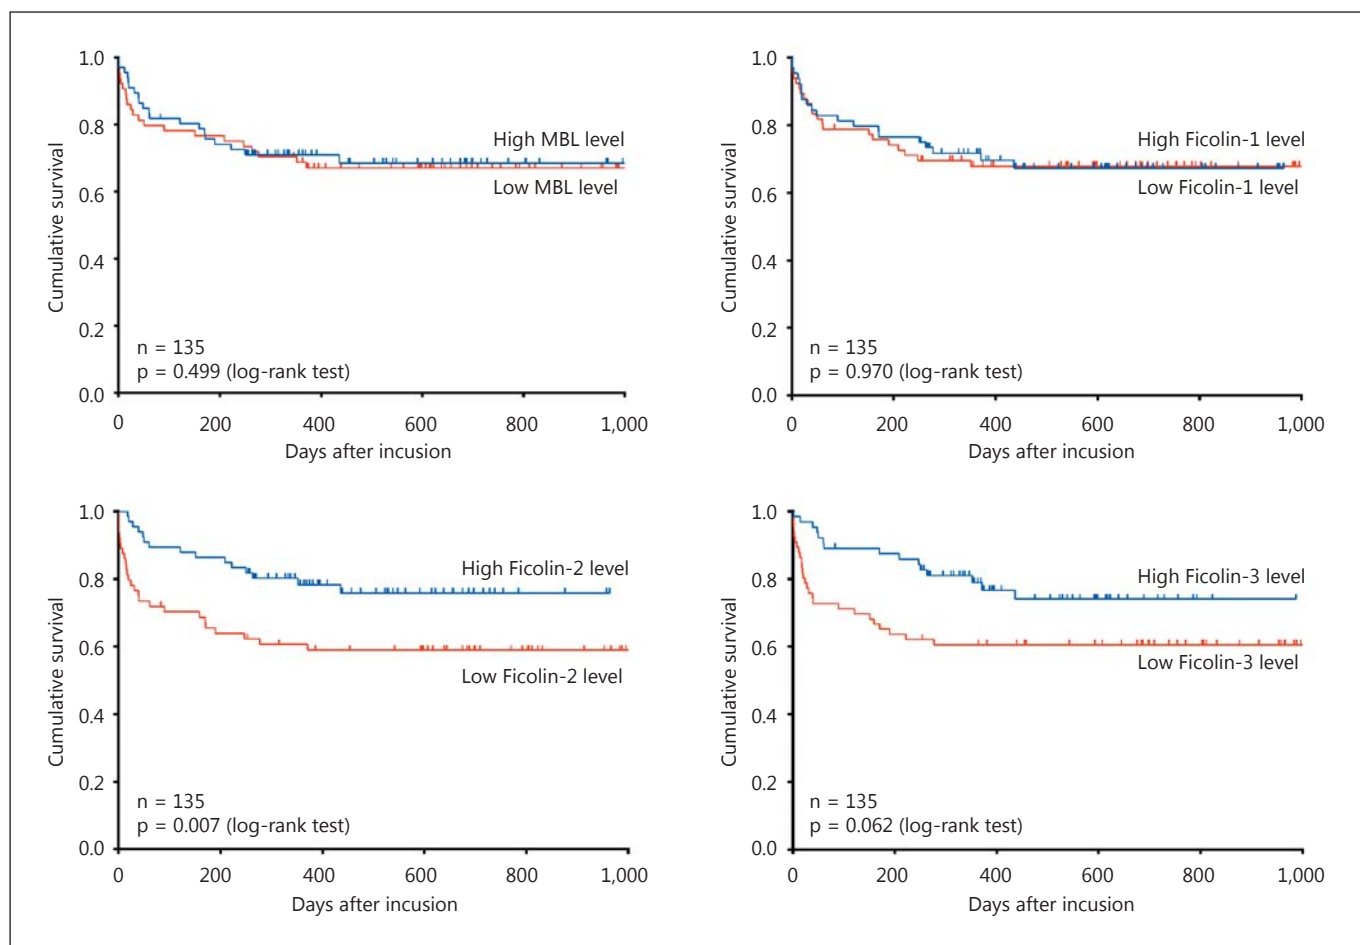 1.0
0.8
0.6
0.4
0.2
0.0
Cumulative survival
High MBL level
Low MBL level
n = 135
p = 0.499 (log-rank test)
0 200 400 600 800 1,000
Days after incusion
1.0
0.8
0.6
0.4
0.2
0.0
Cumulative survival
High Ficolin-1 level
Low Ficolin-1 level
n = 135
p = 0.970 (log-rank test)
0 200 400 600 800 1,000
Days after incusion
1.0
0.8
0.6
0.4
0.2
0.0
Cumulative survival
High Ficolin-2 level
Low Ficolin-2 level
n = 135
p = 0.007 (log-rank test)
0 200 400 600 800 1,000
Days after incusion
1.0
0.8
0.6
0.4
0.2
0.0
Cumulative survival
High Ficolin-3 level
Low Ficolin-3 level
n = 135
p = 0.062 (log-rank test)
0 200 400 600 800 1,000
Days after incusion